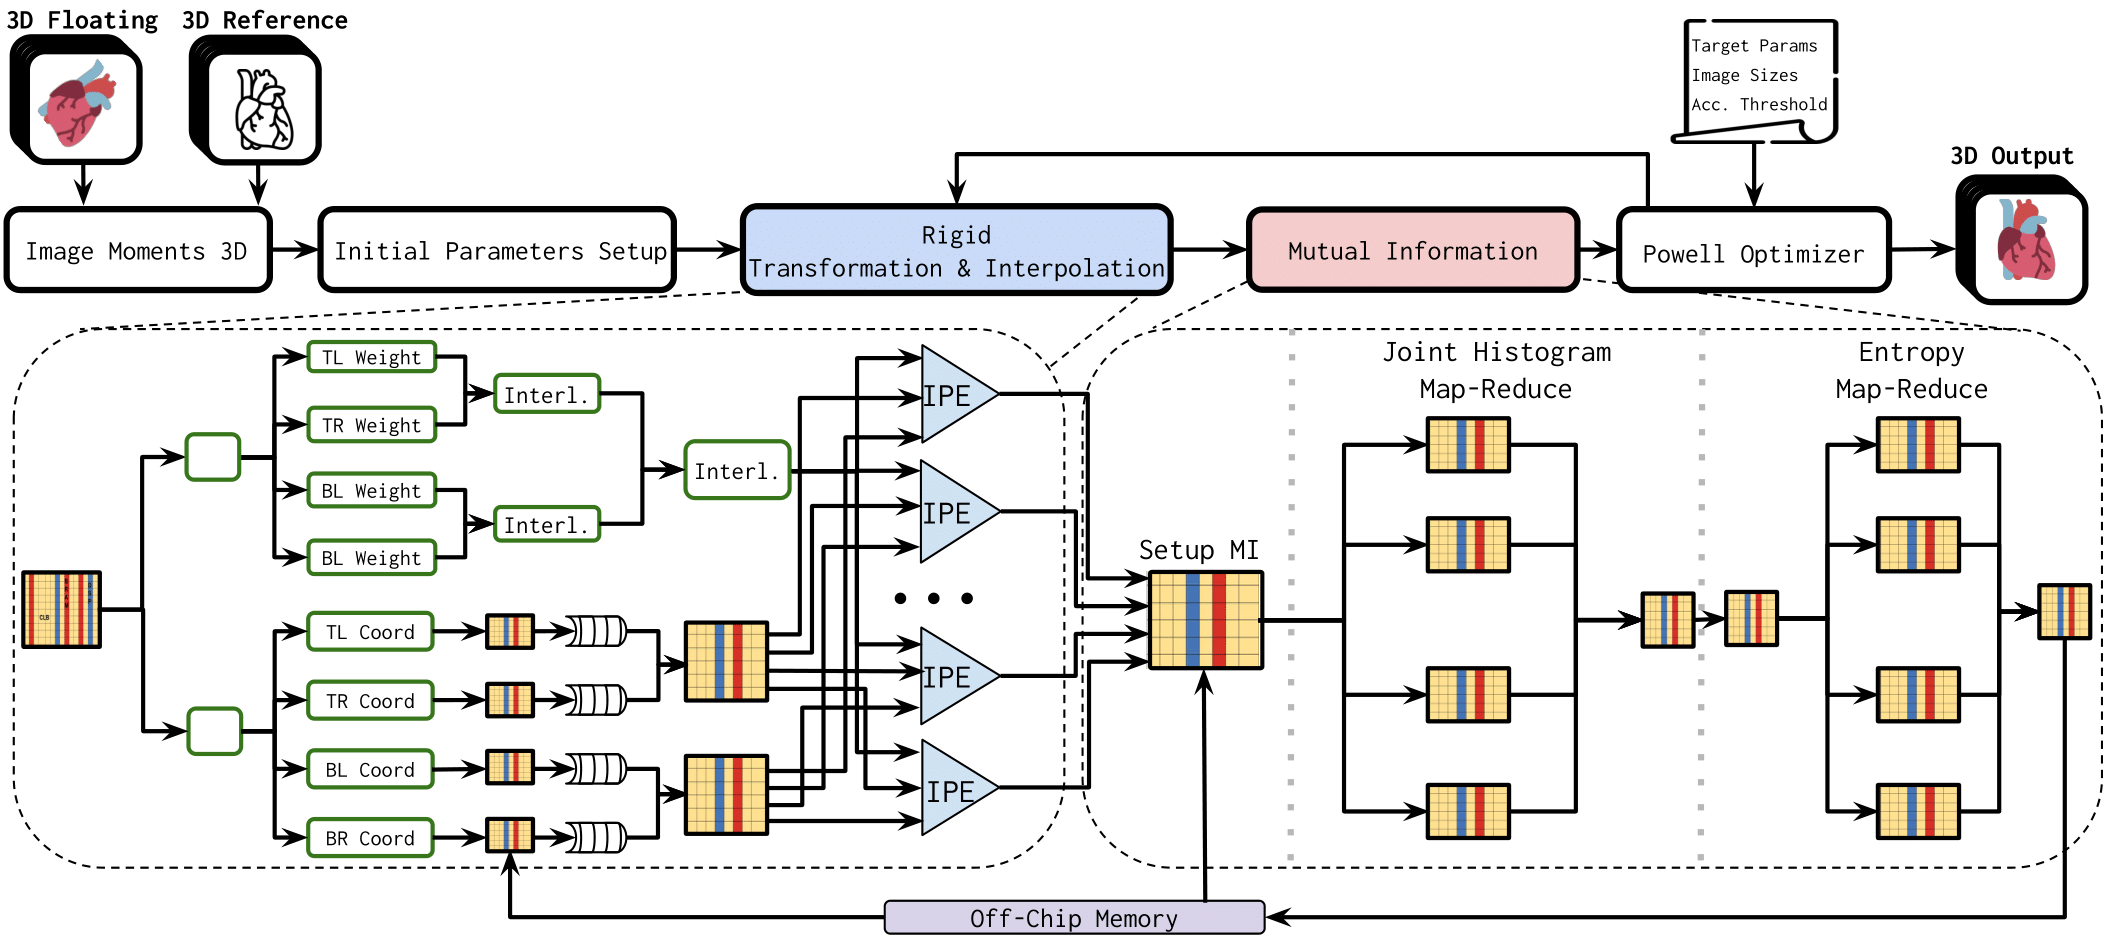 3D Floating
3D Reference
Target Params
Image Sizes
Acc. Threshold
3D Output
Image Moments 3D
Initial Parameters Setup
Rigid
Transformation & Interpolation
Mutual Information
Powell Optimizer
TL Weight
TR Weight
BL Weight
BL Weight
Interl.
Interl.
Interl.
CLB
TL Coord
TR Coord
BL Coord
BR Coord
IPE
IPE
IPE
IPE
Setup MI
Joint Histogram
Map-Reduce
Entropy
Map-Reduce
Off-Chip Memory